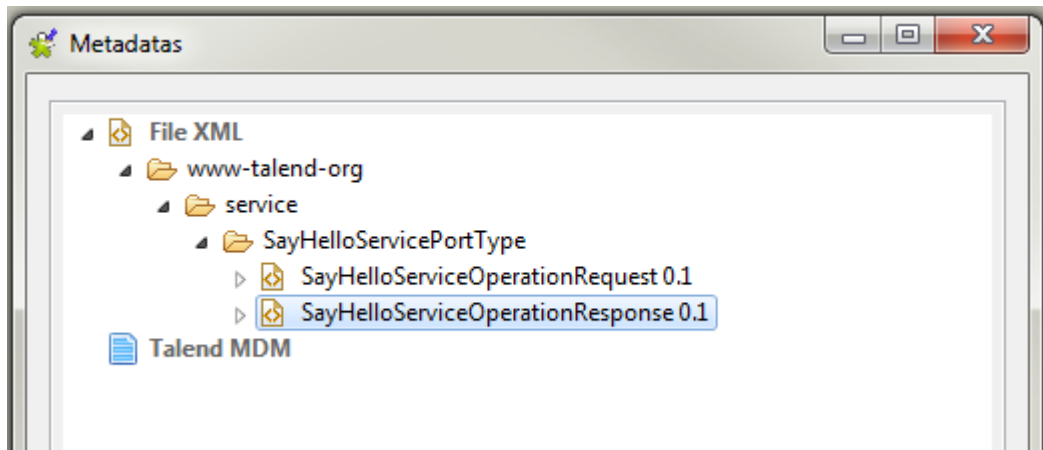 Metadatas
File XML
www-talend-org
service
SayHelloServicePortType
SayHelloServiceOperationRequest 0.1
SayHelloServiceOperationResponse 0.1
Talend MDM